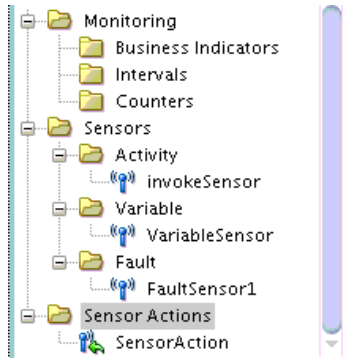 Monitoring
Business Indicators
Intervals
Counters
Sensors
Activity
invokeSensor
Variable
VariableSensor
Fault
FaultSensor1
Sensor Actions
SensorAction